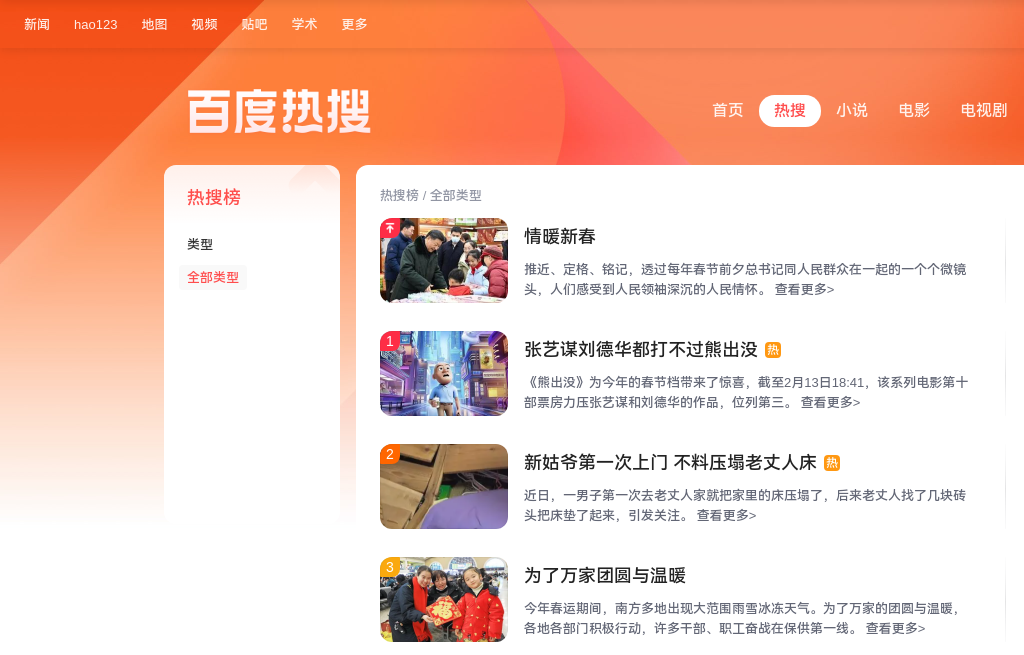 新闻 hao123 地图 视频 贴吧 学术 更多
百度热搜
首页 热搜 小说 电影 电视剧
热搜榜
类型
全部类型
热搜榜 / 全部类型
情暖新春
推近、定格、铭记，透过每年春节前夕总书记同人民群众在一起的一个个微镜
头，人们感受到人民领袖深沉的人民情怀。 查看更多>
1
张艺谋刘德华都打不过熊出没 热
《熊出没》为今年的春节档带来了惊喜，截至2月13日18:41，该系列电影第十
部票房力压张艺谋和刘德华的作品，位列第三。 查看更多>
2
新姑爷第一次上门 不料压塌老丈人床 热
近日，一男子第一次去老丈人家就把家里的床压塌了，后来老丈人找了几块砖
头把床垫了起来，引发关注。 查看更多>
3
为了万家团圆与温暖
今年春运期间，南方多地出现大范围雨雪冰冻天气。为了万家的团圆与温暖，
各地各部门积极行动，许多干部、职工奋战在保供第一线。 查看更多>